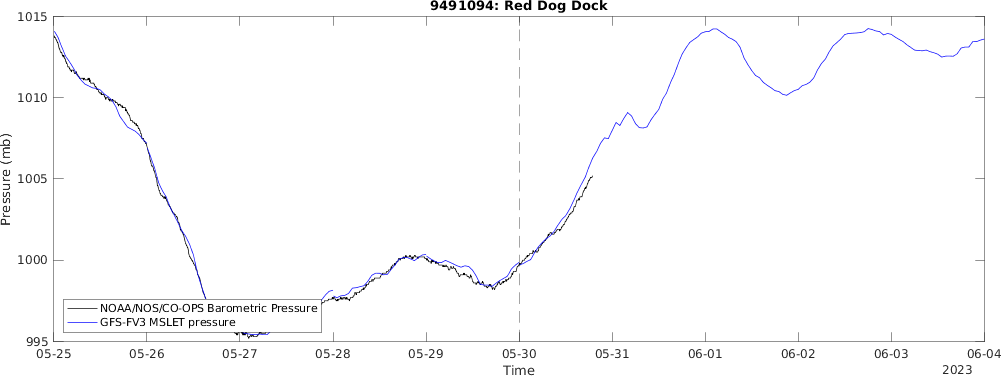 9491094: Red Dog Dock
Pressure (mb)
1015
1010
1005
1000
995
NOAA/NOS/CO-OPS Barometric Pressure
GFS-FV3 MSLET pressure
05-25 05-26 05-27 05-28 05-29 05-30 05-31 06-01 06-02 06-03 06-04
Time
2023